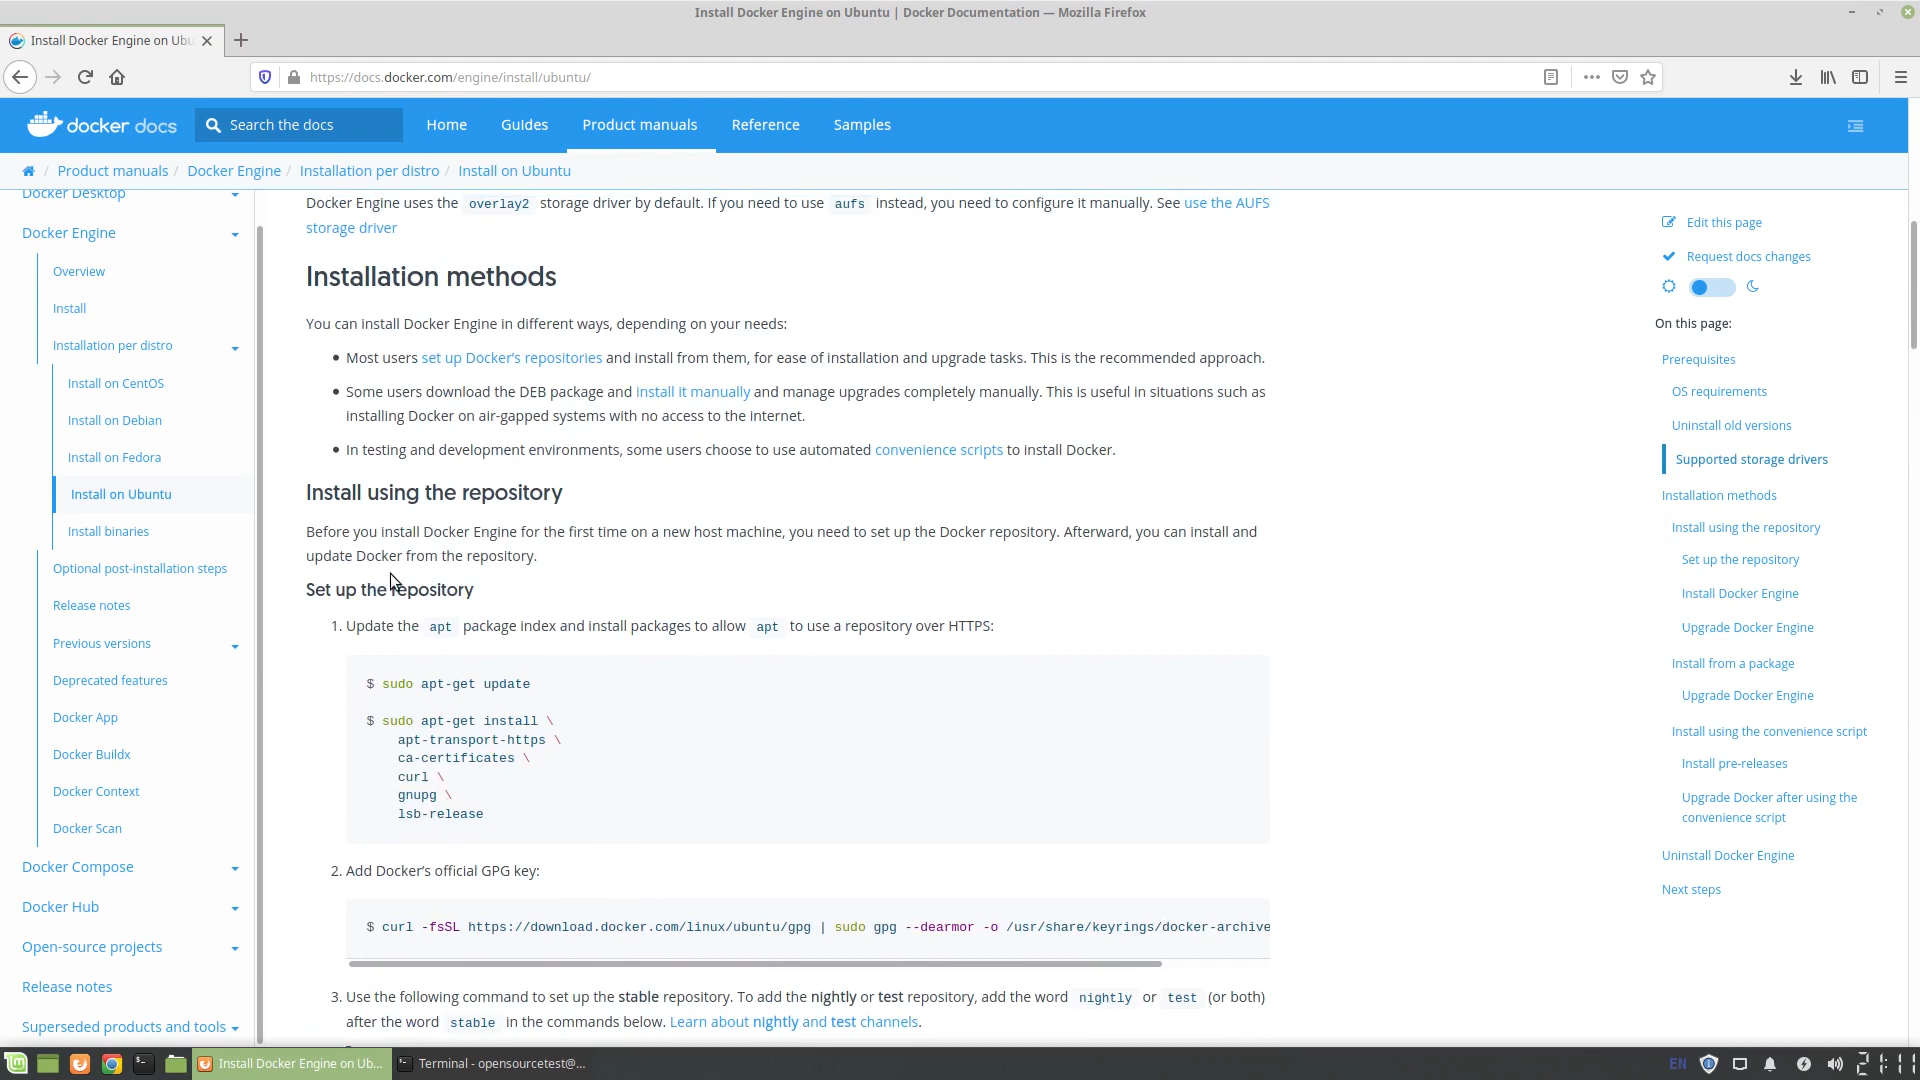 Install Docker Engine on Ubuntu | Docker Documentation — Mozilla Firefox
Install Docker Engine on Ubu
https://docs.docker.com/engine/install/ubuntu/
docker docs
Search the docs
Home
Guides
Product manuals
Reference
Samples
/ Product manuals / Docker Engine / Installation per distro / Install on Ubuntu
Docker Desktop
Docker Engine
Overview
Install
Installation per distro
Install on CentOS
Install on Debian
Install on Fedora
Install on Ubuntu
Install binaries
Optional post-installation steps
Release notes
Previous versions
Deprecated features
Docker App
Docker Buildx
Docker Context
Docker Scan
Docker Compose
Docker Hub
Open-source projects
Release notes
Superseded products and tools
Docker Engine uses the overlay2 storage driver by default. If you need to use aufs instead, you need to configure it manually. See use the AUFS
storage driver
Installation methods
You can install Docker Engine in different ways, depending on your needs:
• Most users set up Docker’s repositories and install from them, for ease of installation and upgrade tasks. This is the recommended approach.
• Some users download the DEB package and install it manually and manage upgrades completely manually. This is useful in situations such as
installing Docker on air-gapped systems with no access to the internet.
• In testing and development environments, some users choose to use automated convenience scripts to install Docker.
Install using the repository
Before you install Docker Engine for the first time on a new host machine, you need to set up the Docker repository. Afterward, you can install and
update Docker from the repository.
Set up the repository
1. Update the apt package index and install packages to allow apt to use a repository over HTTPS:
$ sudo apt-get update
$ sudo apt-get install \
apt-transport-https \
ca-certificates \
curl \
gnupg \
lsb-release
2. Add Docker’s official GPG key:
$ curl -fsSL https://download.docker.com/linux/ubuntu/gpg | sudo gpg --dearmor -o /usr/share/keyrings/docker-archive
3. Use the following command to set up the stable repository. To add the nightly or test repository, add the word nightly or test (or both)
after the word stable in the commands below. Learn about nightly and test channels.
Edit this page
Request docs changes
On this page:
Prerequisites
OS requirements
Uninstall old versions
Supported storage drivers
Installation methods
Install using the repository
Set up the repository
Install Docker Engine
Upgrade Docker Engine
Install from a package
Upgrade Docker Engine
Install using the convenience script
Install pre-releases
Upgrade Docker after using the
convenience script
Uninstall Docker Engine
Next steps
Install Docker Engine on Ub...
Terminal - opensourcetest@...
EN